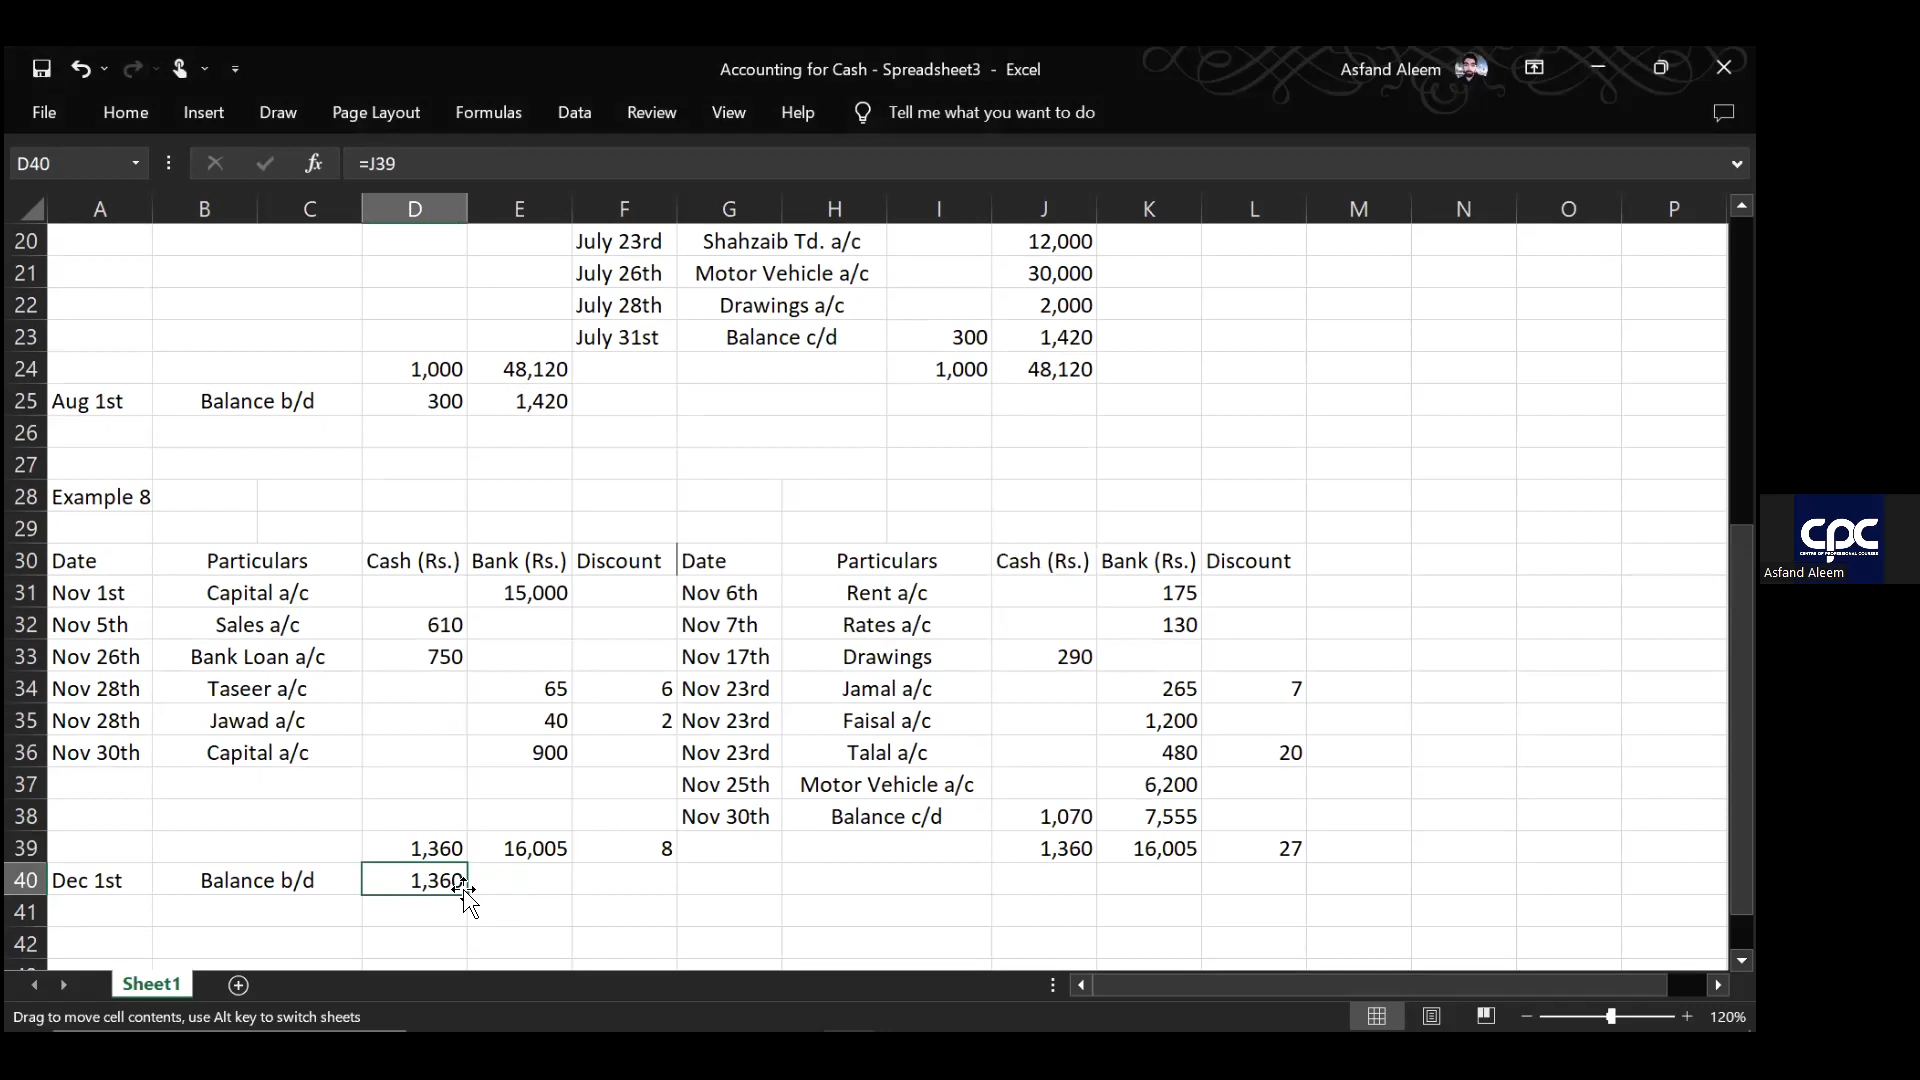 Accounting for Cash - Spreadsheet3 - Excel
Asfand Aleem
File Home Insert Draw Page Layout Formulas Data Review View Help Tell me what you want to do
D40 fx =J39
A B C D E F G H I J K L M N O P
20 July 23rd Shahzaib Td. a/c 12,000
21 July 26th Motor Vehicle a/c 30,000
22 July 28th Drawings a/c 2,000
23 July 31st Balance c/d 300 1,420
24 1,000 48,120 1,000 48,120
25 Aug 1st Balance b/d 300 1,420
26
27
28 Example 8
29
30 Date Particulars Cash (Rs.) Bank (Rs.) Discount Date Particulars Cash (Rs.) Bank (Rs.) Discount
31 Nov 1st Capital a/c 15,000 Nov 6th Rent a/c 175
32 Nov 5th Sales a/c 610 Nov 7th Rates a/c 130
33 Nov 26th Bank Loan a/c 750 Nov 17th Drawings 290
34 Nov 28th Taseer a/c 65 6 Nov 23rd Jamal a/c 265 7
35 Nov 28th Jawad a/c 40 2 Nov 23rd Faisal a/c 1,200
36 Nov 30th Capital a/c 900 Nov 23rd Talal a/c 480 20
37 Nov 25th Motor Vehicle a/c 6,200
38 Nov 30th Balance c/d 1,070 7,555
39 1,360 16,005 8 1,360 16,005 27
40 Dec 1st Balance b/d 1,360
41
42
cpc
Asfand Aleem
Sheet1
Drag to move cell contents, use Alt key to switch sheets
120%